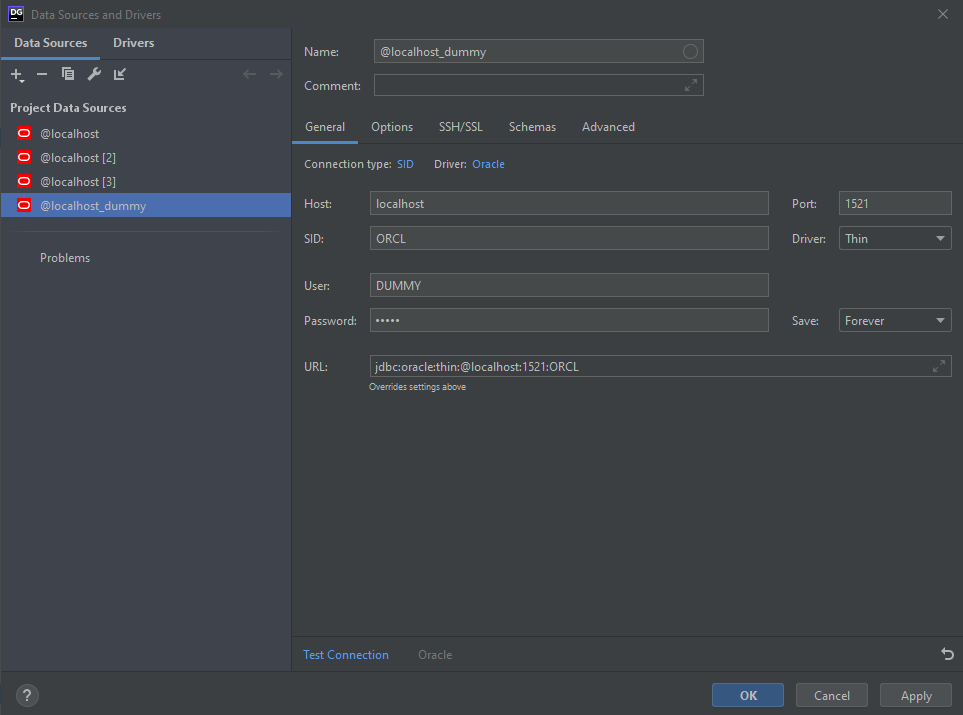 DG Data Sources and Drivers
Data Sources Drivers
Project Data Sources
@localhost
@localhost [2]
@localhost [3]
@localhost_dummy
Problems
Name: @localhost_dummy
Comment:
General Options SSH/SSL Schemas Advanced
Connection type: SID Driver: Oracle
Host: localhost Port: 1521
SID: ORCL Driver: Thin
User: DUMMY
Password: ••••• Save: Forever
URL: jdbc:oracle:thin:@localhost:1521:ORCL
Overrides settings above
Test Connection Oracle
? OK Cancel Apply